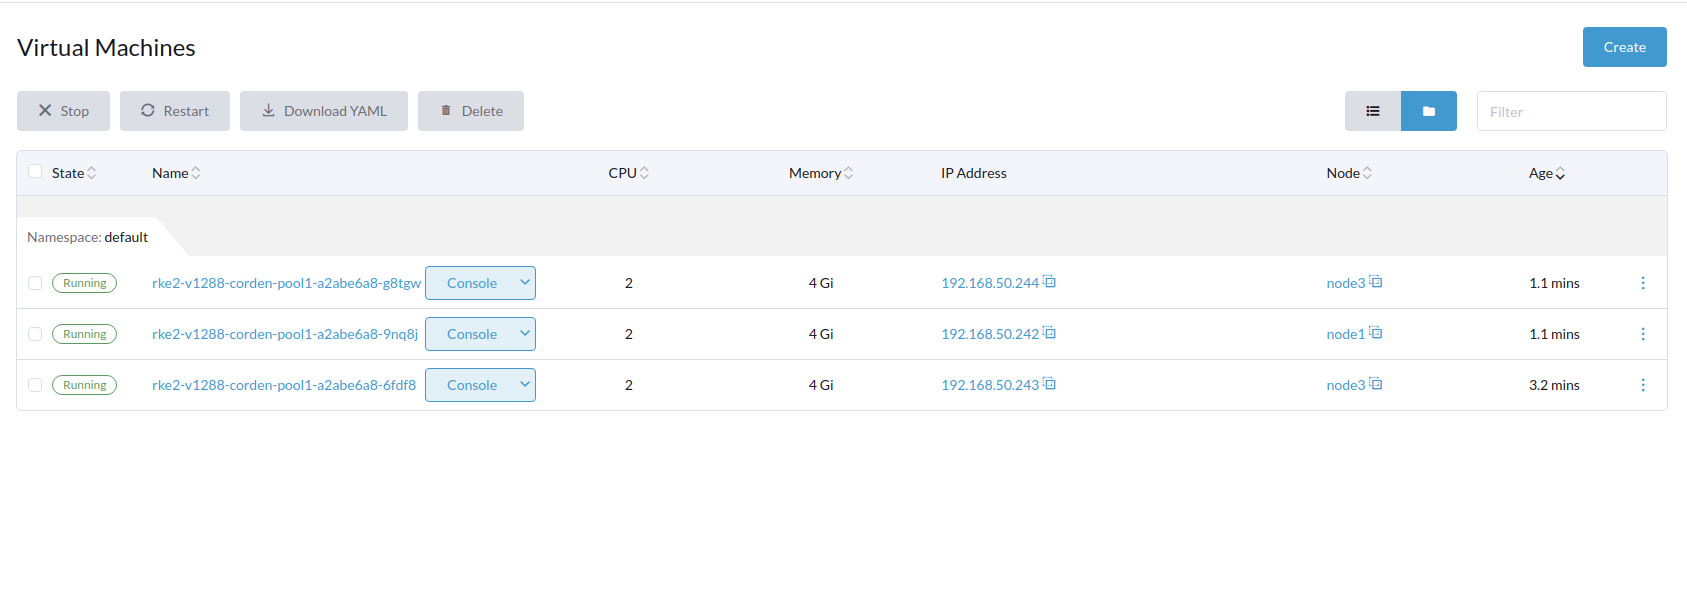 Virtual Machines
Create
Stop Restart Download YAML Delete Filter
State Name CPU Memory IP Address Node Age
Namespace: default
Running rke2-v1288-corden-pool1-a2abe6a8-g8tgw Console 2 4 Gi 192.168.50.244 node3 1.1 mins
Running rke2-v1288-corden-pool1-a2abe6a8-9nq8j Console 2 4 Gi 192.168.50.242 node1 1.1 mins
Running rke2-v1288-corden-pool1-a2abe6a8-6fdf8 Console 2 4 Gi 192.168.50.243 node3 3.2 mins